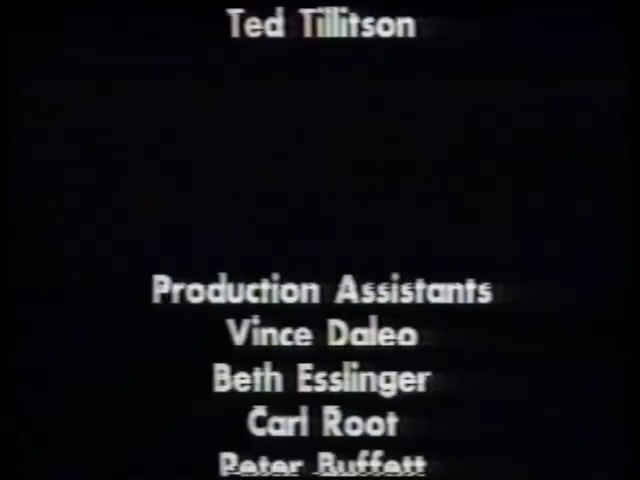 Ted Tillitson
Production Assistants
Vince Daleo
Beth Esslinger
Carl Root
Peter Buffett